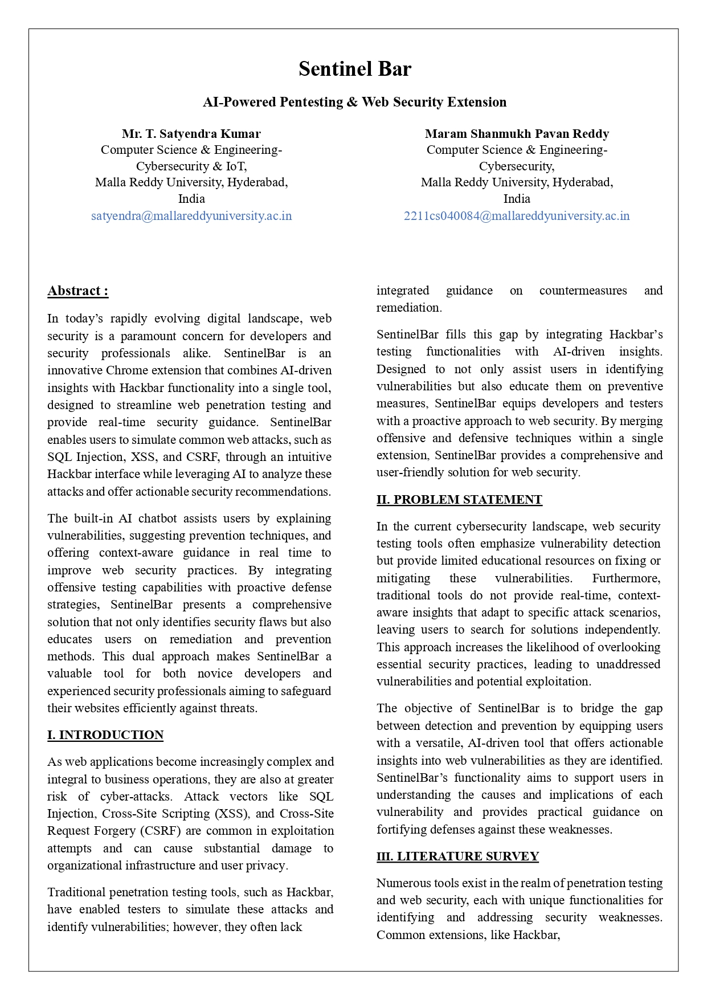 Sentinel Bar
AI-Powered Pentesting & Web Security Extension
Mr. T. Satyendra Kumar
Computer Science & Engineering-
Cybersecurity & IoT,
Malla Reddy University, Hyderabad,
India
satyendra@mallareddyuniversity.ac.in
Maram Shanmukh Pavan Reddy
Computer Science & Engineering-
Cybersecurity,
Malla Reddy University, Hyderabad,
India
2211cs040084@mallareddyuniversity.ac.in
Abstract :
In today’s rapidly evolving digital landscape, web
security is a paramount concern for developers and
security professionals alike. SentinelBar is an
innovative Chrome extension that combines AI-driven
insights with Hackbar functionality into a single tool,
designed to streamline web penetration testing and
provide real-time security guidance. SentinelBar
enables users to simulate common web attacks, such as
SQL Injection, XSS, and CSRF, through an intuitive
Hackbar interface while leveraging AI to analyze these
attacks and offer actionable security recommendations.
The built-in AI chatbot assists users by explaining
vulnerabilities, suggesting prevention techniques, and
offering context-aware guidance in real time to
improve web security practices. By integrating
offensive testing capabilities with proactive defense
strategies, SentinelBar presents a comprehensive
solution that not only identifies security flaws but also
educates users on remediation and prevention
methods. This dual approach makes SentinelBar a
valuable tool for both novice developers and
experienced security professionals aiming to safeguard
their websites efficiently against threats.
I. INTRODUCTION
As web applications become increasingly complex and
integral to business operations, they are also at greater
risk of cyber-attacks. Attack vectors like SQL
Injection, Cross-Site Scripting (XSS), and Cross-Site
Request Forgery (CSRF) are common in exploitation
attempts and can cause substantial damage to
organizational infrastructure and user privacy.
Traditional penetration testing tools, such as Hackbar,
have enabled testers to simulate these attacks and
identify vulnerabilities; however, they often lack
integrated guidance on countermeasures and
remediation.
SentinelBar fills this gap by integrating Hackbar’s
testing functionalities with AI-driven insights.
Designed to not only assist users in identifying
vulnerabilities but also educate them on preventive
measures, SentinelBar equips developers and testers
with a proactive approach to web security. By merging
offensive and defensive techniques within a single
extension, SentinelBar provides a comprehensive and
user-friendly solution for web security.
II. PROBLEM STATEMENT
In the current cybersecurity landscape, web security
testing tools often emphasize vulnerability detection
but provide limited educational resources on fixing or
mitigating these vulnerabilities. Furthermore,
traditional tools do not provide real-time, context-
aware insights that adapt to specific attack scenarios,
leaving users to search for solutions independently.
This approach increases the likelihood of overlooking
essential security practices, leading to unaddressed
vulnerabilities and potential exploitation.
The objective of SentinelBar is to bridge the gap
between detection and prevention by equipping users
with a versatile, AI-driven tool that offers actionable
insights into web vulnerabilities as they are identified.
SentinelBar’s functionality aims to support users in
understanding the causes and implications of each
vulnerability and provides practical guidance on
fortifying defenses against these weaknesses.
III. LITERATURE SURVEY
Numerous tools exist in the realm of penetration testing
and web security, each with unique functionalities for
identifying and addressing security weaknesses.
Common extensions, like Hackbar,